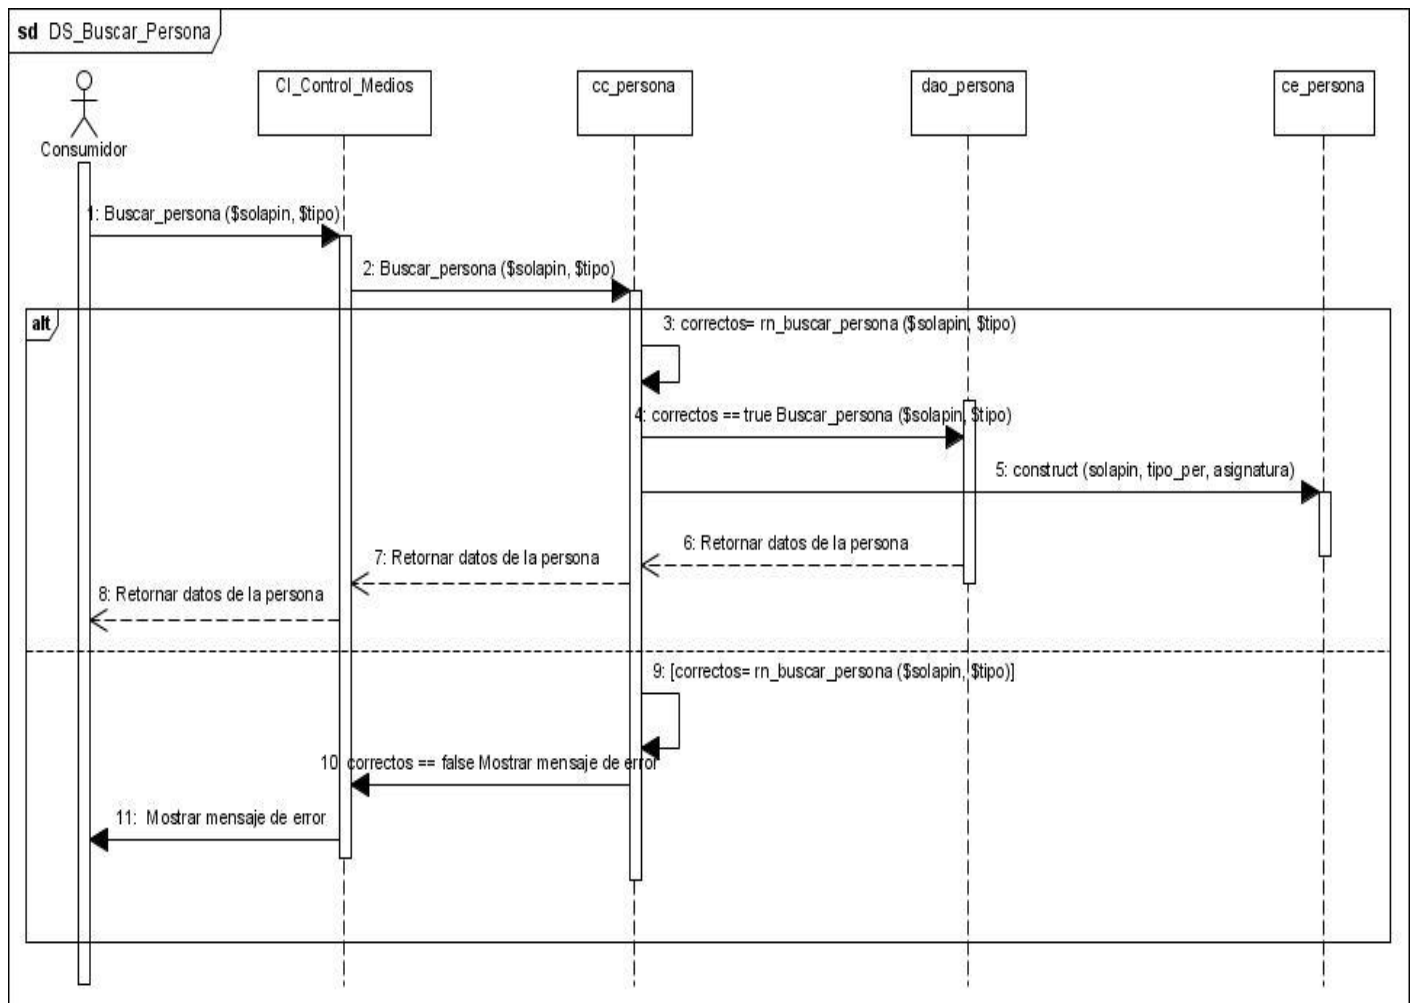 sd DS_Buscar_Persona
CI_Control_Medios
cc_persona
dao_persona
ce_persona
Consumidor
1: Buscar_persona ($solapin, $tipo)
2: Buscar_persona ($solapin, $tipo)
alt
3: correctos= rn_buscar_persona ($solapin, $tipo)
4: correctos == true Buscar_persona ($solapin, $tipo)
5: construct (solapin, tipo_per, asignatura)
6: Retornar datos de la persona
7: Retornar datos de la persona
8: Retornar datos de la persona
9: [correctos= rn_buscar_persona ($solapin, $tipo)]
10: correctos == false Mostrar mensaje de error
11: Mostrar mensaje de error